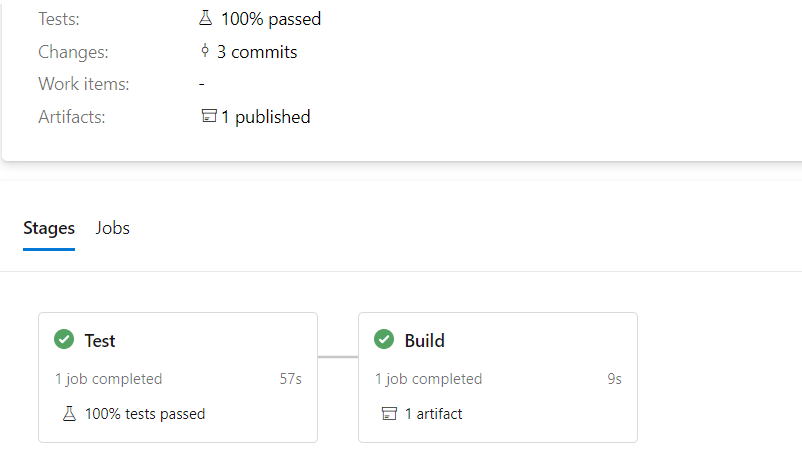 Tests: 100% passed
Changes: 3 commits
Work items: -
Artifacts: 1 published
Stages Jobs
Test
1 job completed 57s
100% tests passed
Build
1 job completed 9s
1 artifact